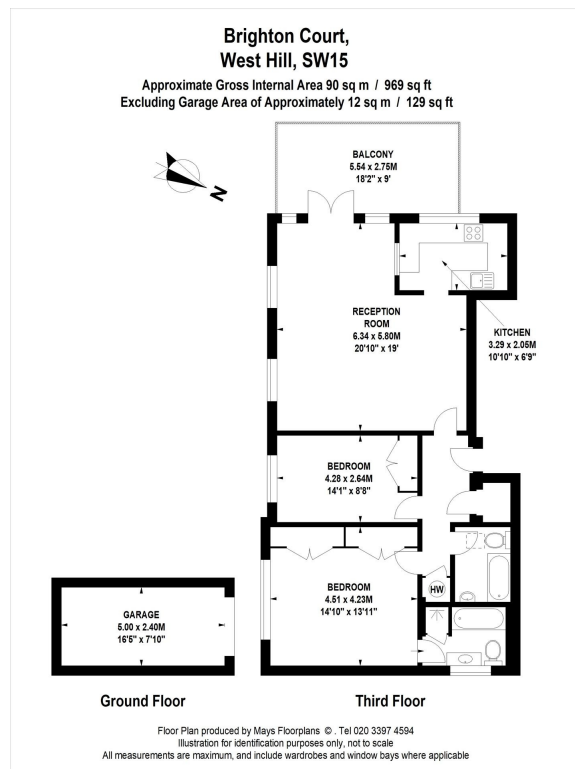 Brighton Court,
West Hill, SW15
Approximate Gross Internal Area 90 sq m / 969 sq ft
Excluding Garage Area of Approximately 12 sq m / 129 sq ft
BALCONY
5.54 x 2.75M
18'2" x 9'
N
RECEPTION
ROOM
6.34 x 5.80M
20'10" x 19'
KITCHEN
3.29 x 2.05M
10'10" x 6'9"
BEDROOM
4.28 x 2.64M
14'1" x 8'8"
BEDROOM
4.51 x 4.23M
14'10" x 13'11"
HW
GARAGE
5.00 x 2.40M
16'5" x 7'10"
Ground Floor
Third Floor
Floor Plan produced by Mays Floorplans © . Tel 020 3397 4594
Illustration for identification purposes only, not to scale
All measurements are maximum, and include wardrobes and window bays where applicable